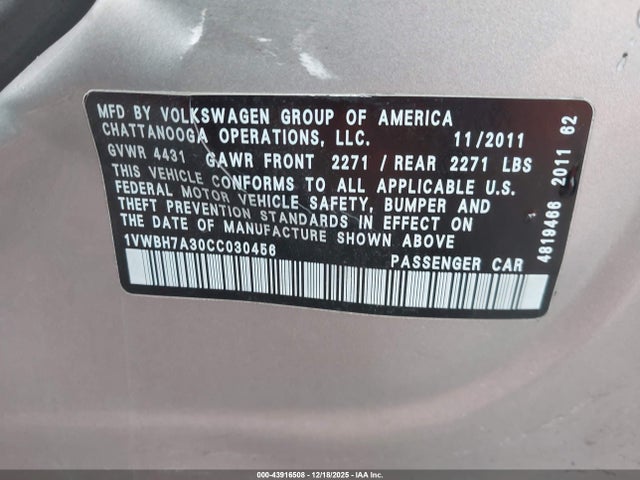 MFD BY VOLKSWAGEN GROUP OF AMERICA
CHATTANOOGA OPERATIONS, LLC. 11/2011
GVWR 4431 GAWR FRONT 2271 / REAR 2271 LBS
THIS VEHICLE CONFORMS TO ALL APPLICABLE U.S.
FEDERAL MOTOR VEHICLE SAFETY, BUMPER AND
THEFT PREVENTION STANDARDS IN EFFECT ON
THE DATE OF MANUFACTURE SHOWN ABOVE
1VWBH7A30CC030456 PASSENGER CAR
4819466 2011 62
000-43916508 - 12/18/2025 - IAA Inc.